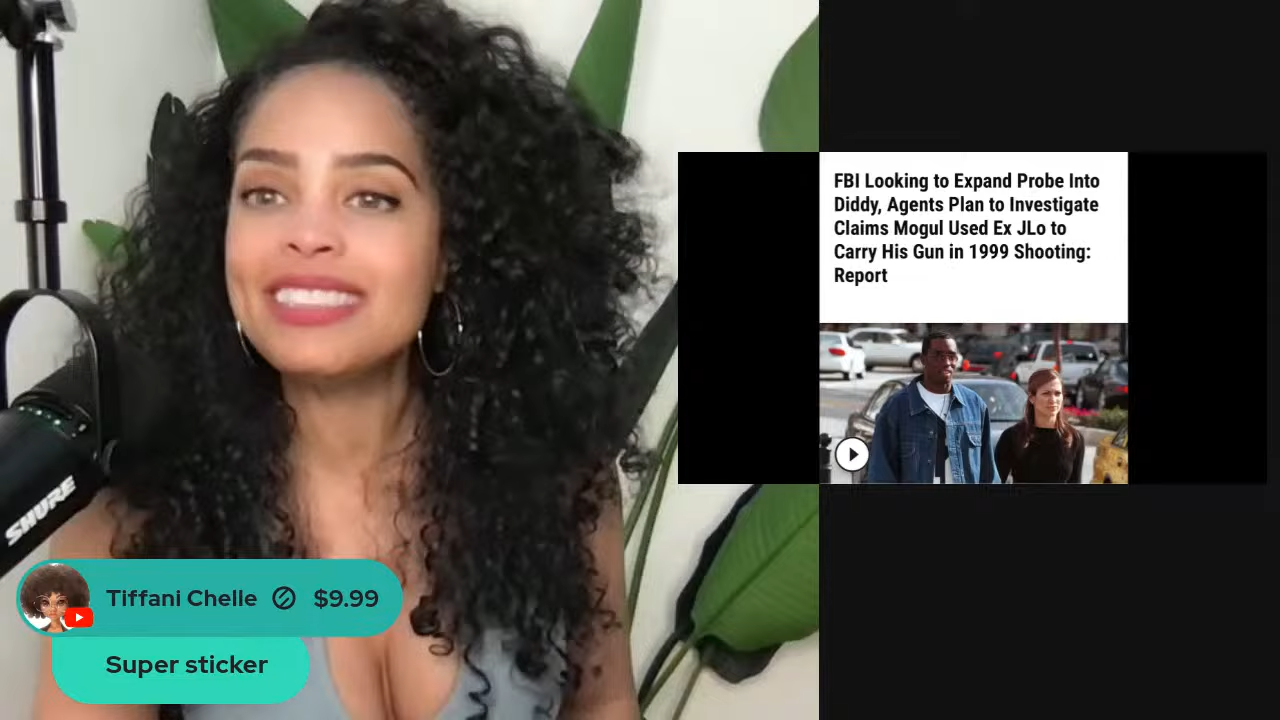 FBI Looking to Expand Probe Into
Diddy, Agents Plan to Investigate
Claims Mogul Used Ex JLo to
Carry His Gun in 1999 Shooting:
Report
SHURE
Tiffani Chelle $9.99
Super sticker